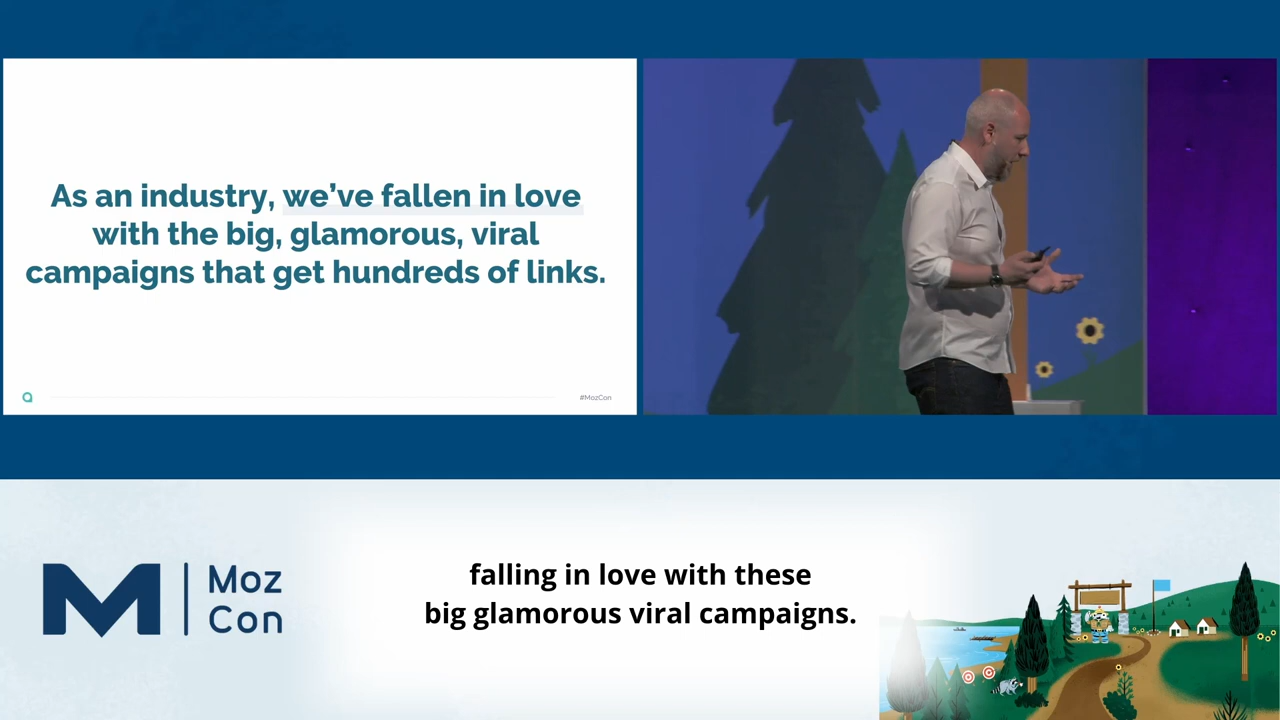 As an industry, we’ve fallen in love
with the big, glamorous, viral
campaigns that get hundreds of links.
#MozCon
Moz
Con
falling in love with these
big glamorous viral campaigns.